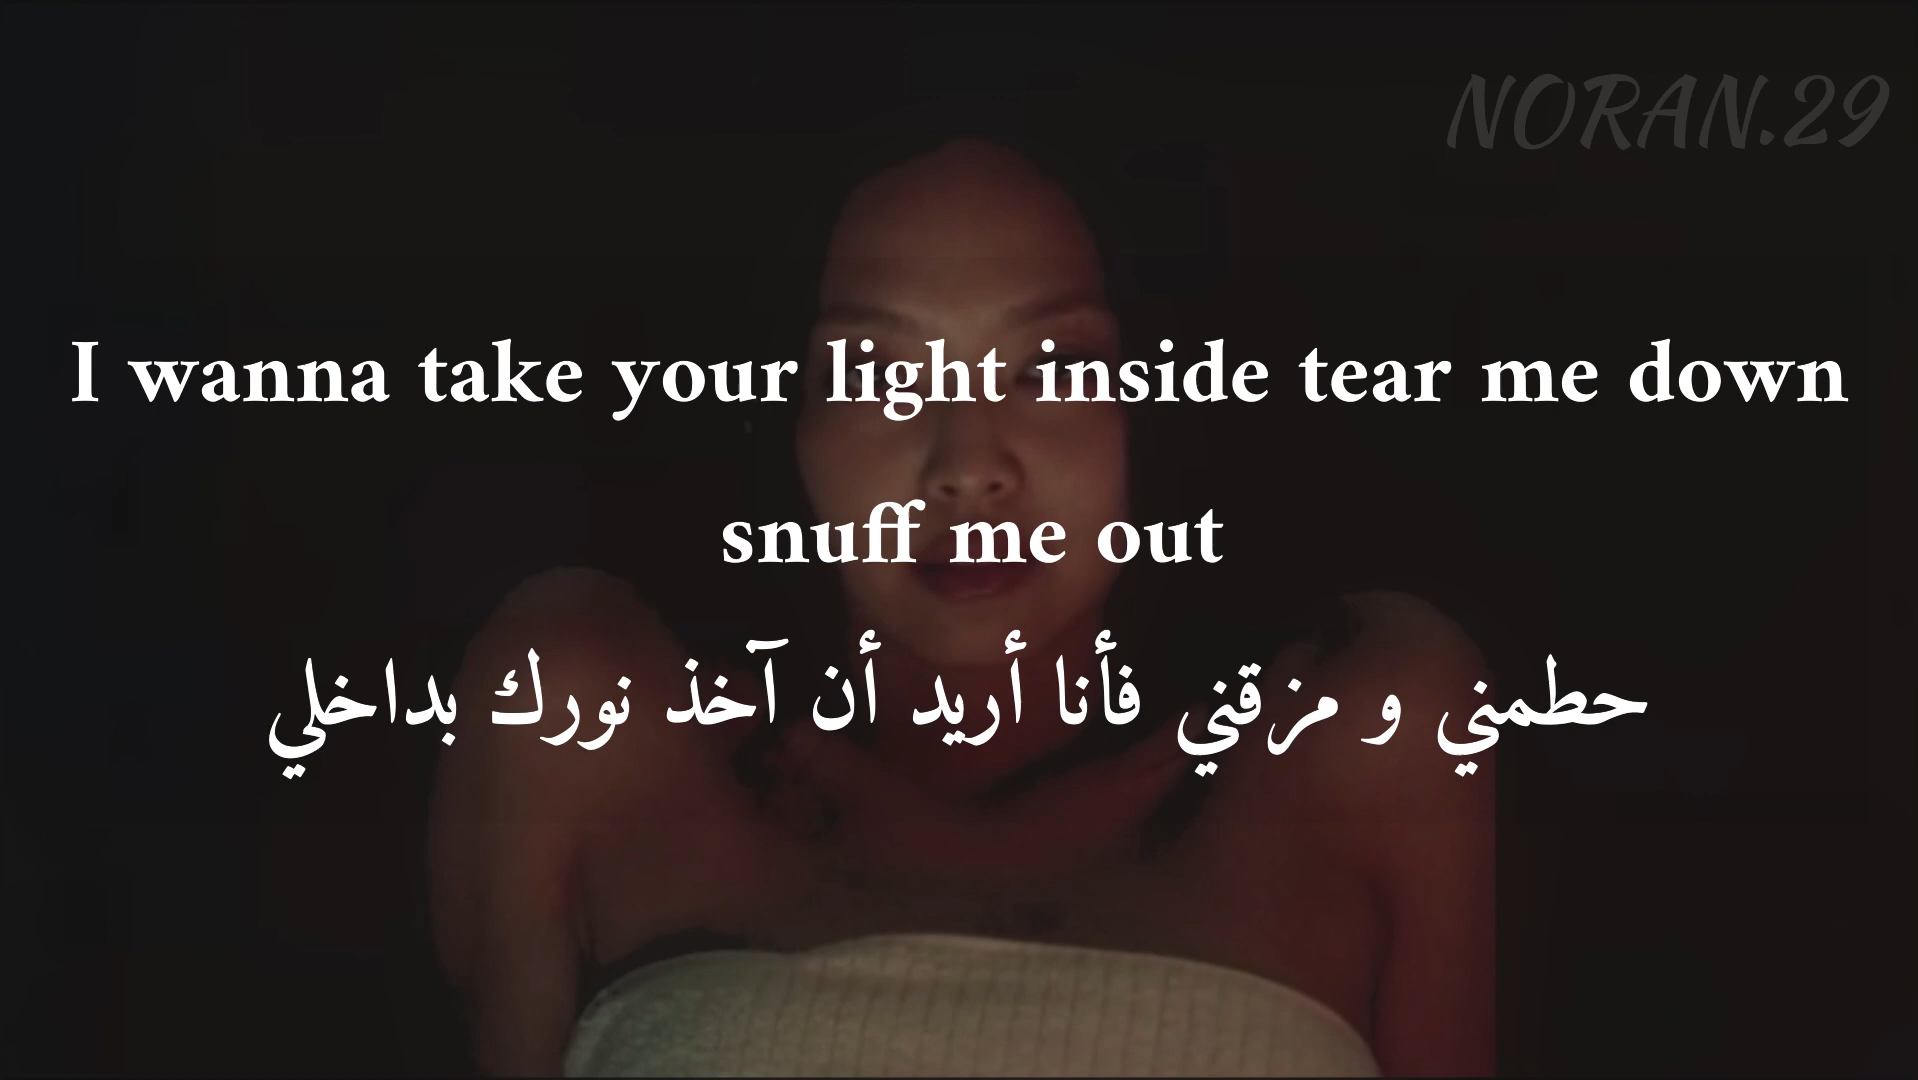 NORAN.29
I wanna take your light inside tear me down
snuff me out
حطمني و مزقني فأنا أريد أن آخذ نورك بداخلي